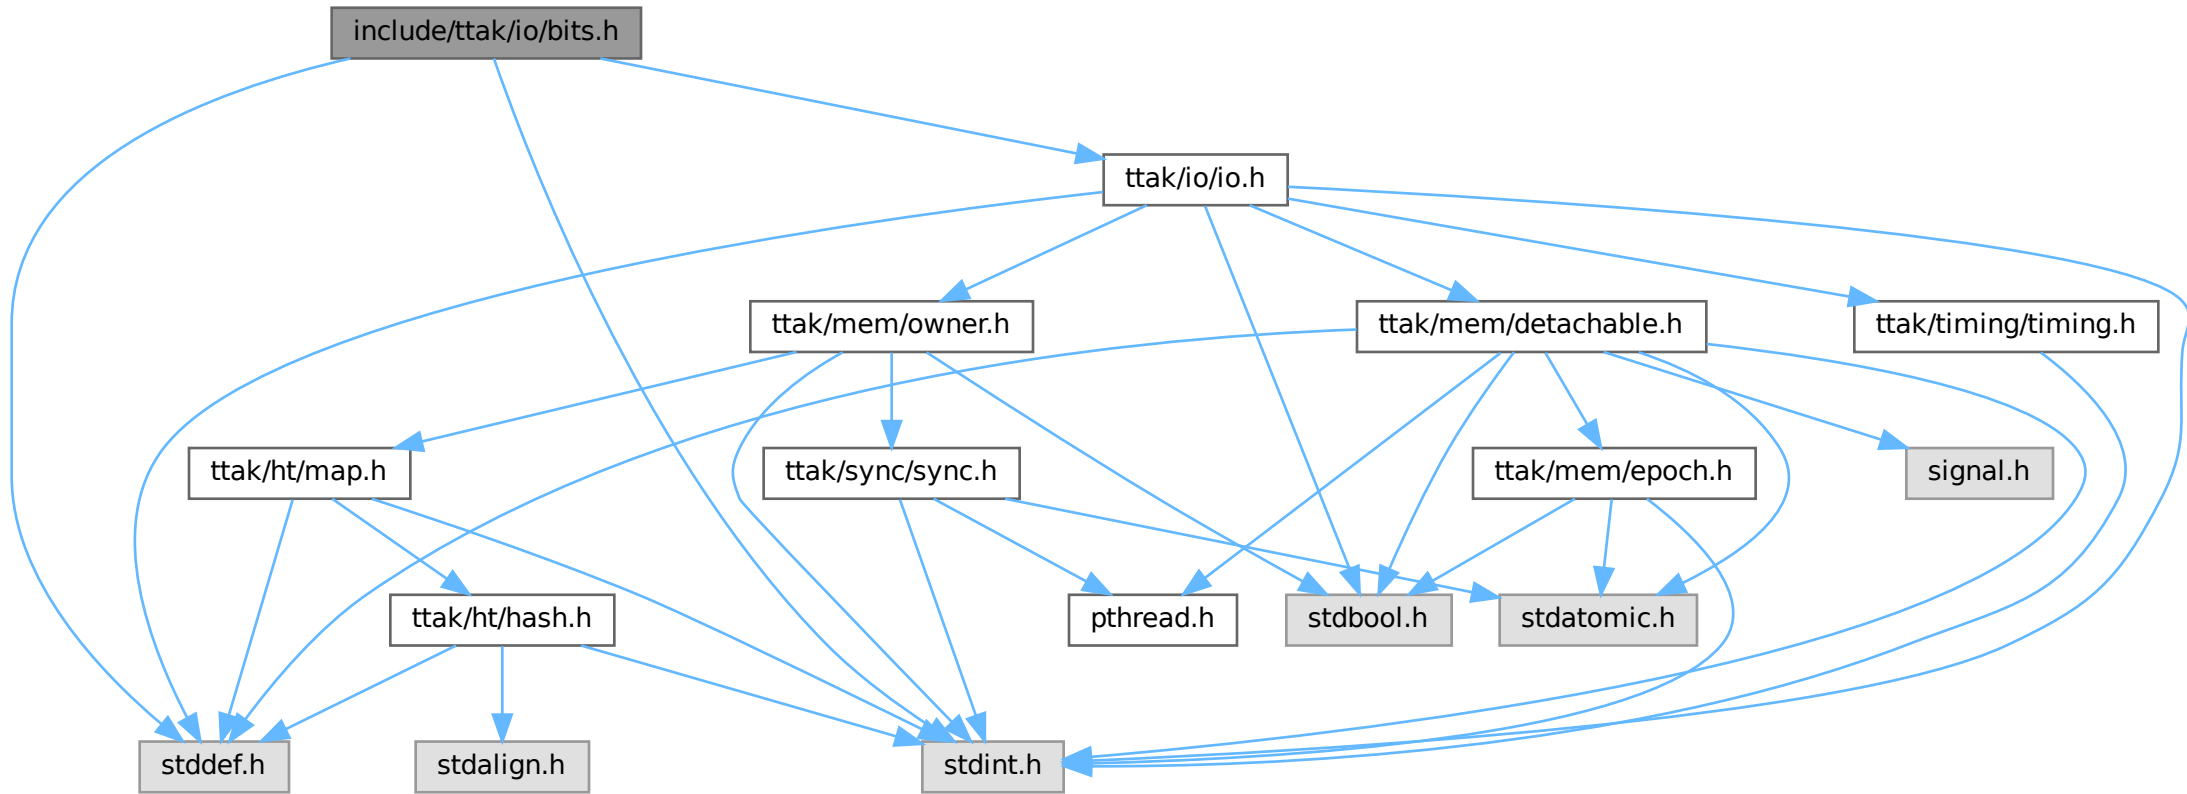 include/ttak/io/bits.h
ttak/io/io.h
ttak/mem/owner.h
ttak/mem/detachable.h
ttak/timing/timing.h
ttak/ht/map.h
ttak/sync/sync.h
ttak/mem/epoch.h
signal.h
ttak/ht/hash.h
pthread.h
stdbool.h
stdatomic.h
stddef.h
stdalign.h
stdint.h